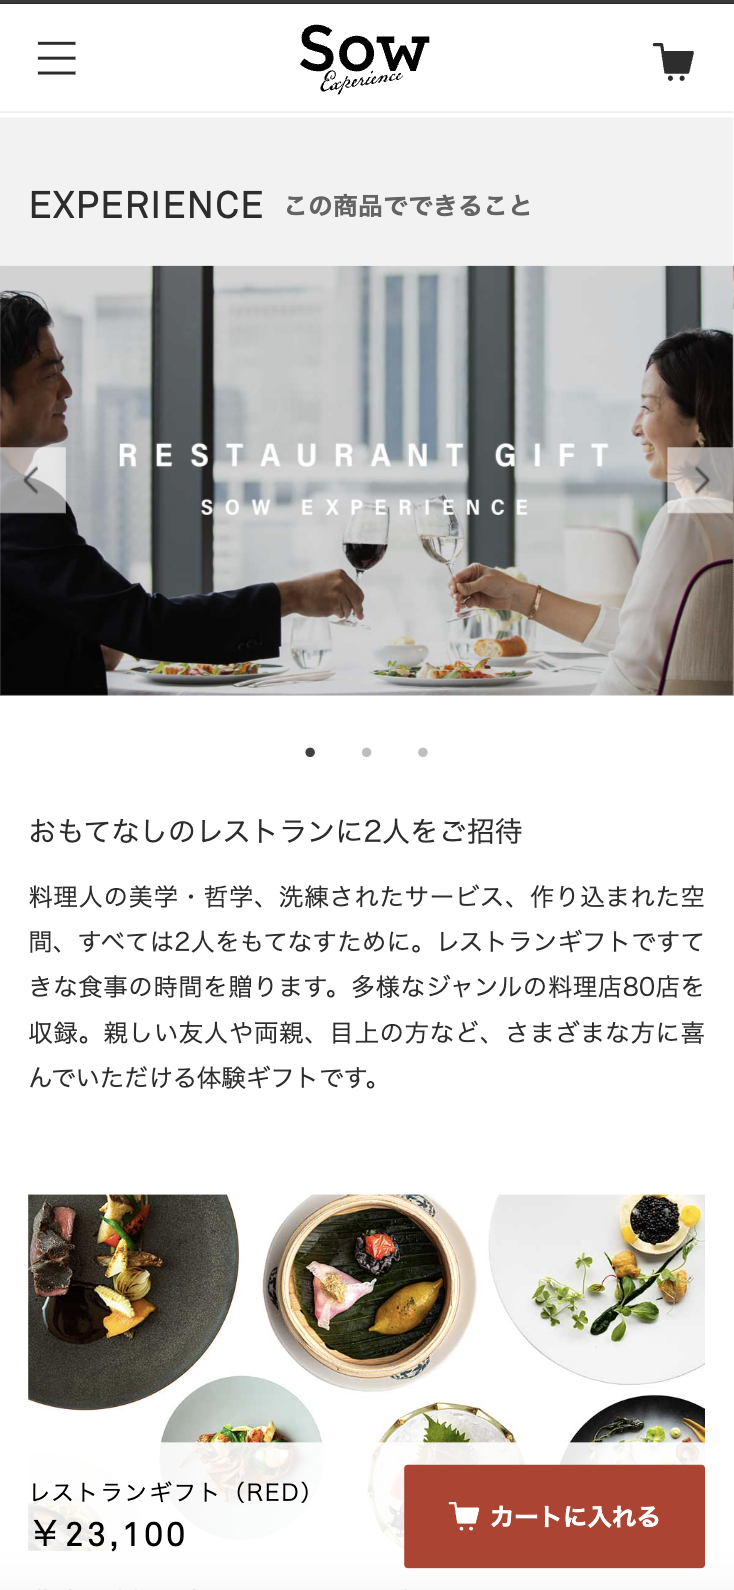 Sow
Experience
EXPERIENCE この商品でできること
RESTAURANT GIFT
SOW EXPERIENCE
おもてなしのレストランに2人をご招待
料理人の美学・哲学、洗練されたサービス、作り込まれた空
間、すべては2人をもてなすために。レストランギフトですて
きな食事の時間を贈ります。多様なジャンルの料理店80店を
収録。親しい友人や両親、目上の方など、さまざまな方に喜
んでいただける体験ギフトです。
レストランギフト（RED）
￥23,100
カートに入れる